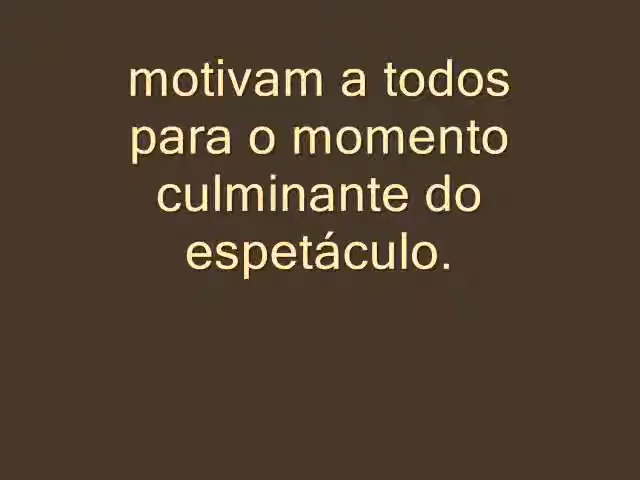 motivam a todos
para o momento
culminante do
espetáculo.